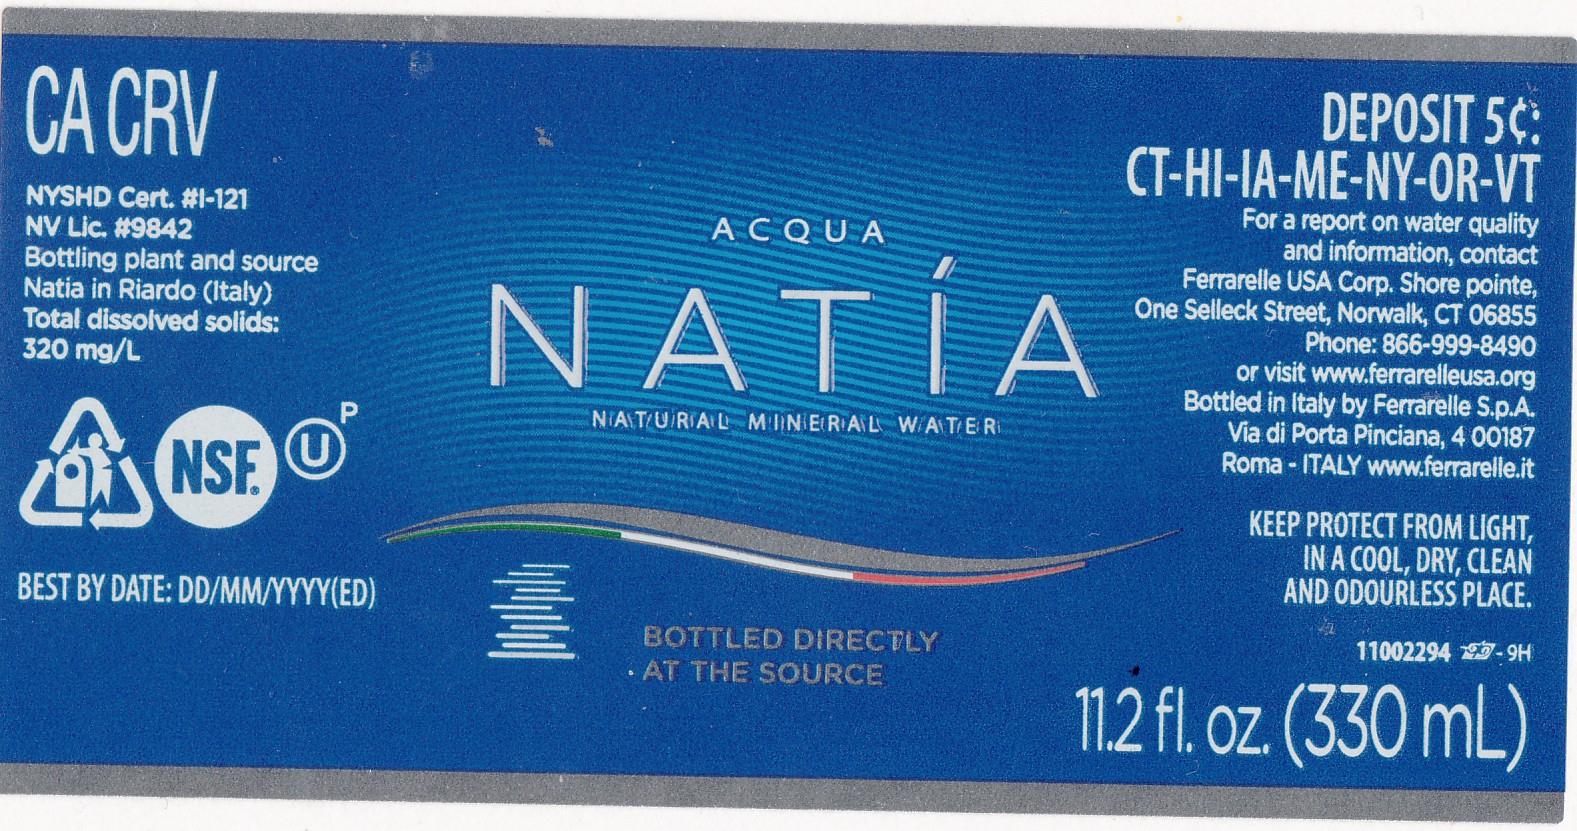 CA CRV
NYSHD Cert. #I-121
NV Lic. #9842
Bottling plant and source
Natia in Riardo (Italy)
Total dissolved solids:
320 mg/L
NSF®
U P
BEST BY DATE: DD/MM/YYYY(ED)
ACQUA
NATÍA
NATURAL MINERAL WATER
BOTTLED DIRECTLY
AT THE SOURCE
DEPOSIT 5¢:
CT-HI-IA-ME-NY-OR-VT
For a report on water quality
and information, contact
Ferrarelle USA Corp. Shore pointe,
One Selleck Street, Norwalk, CT 06855
Phone: 866-999-8490
or visit www.ferrarelleusa.org
Bottled in Italy by Ferrarelle S.p.A.
Via di Porta Pinciana, 4 00187
Roma - ITALY www.ferrarelle.it
KEEP PROTECT FROM LIGHT,
IN A COOL, DRY, CLEAN
AND ODOURLESS PLACE.
11002294 - 9H
11.2 fl. oz. (330 mL)